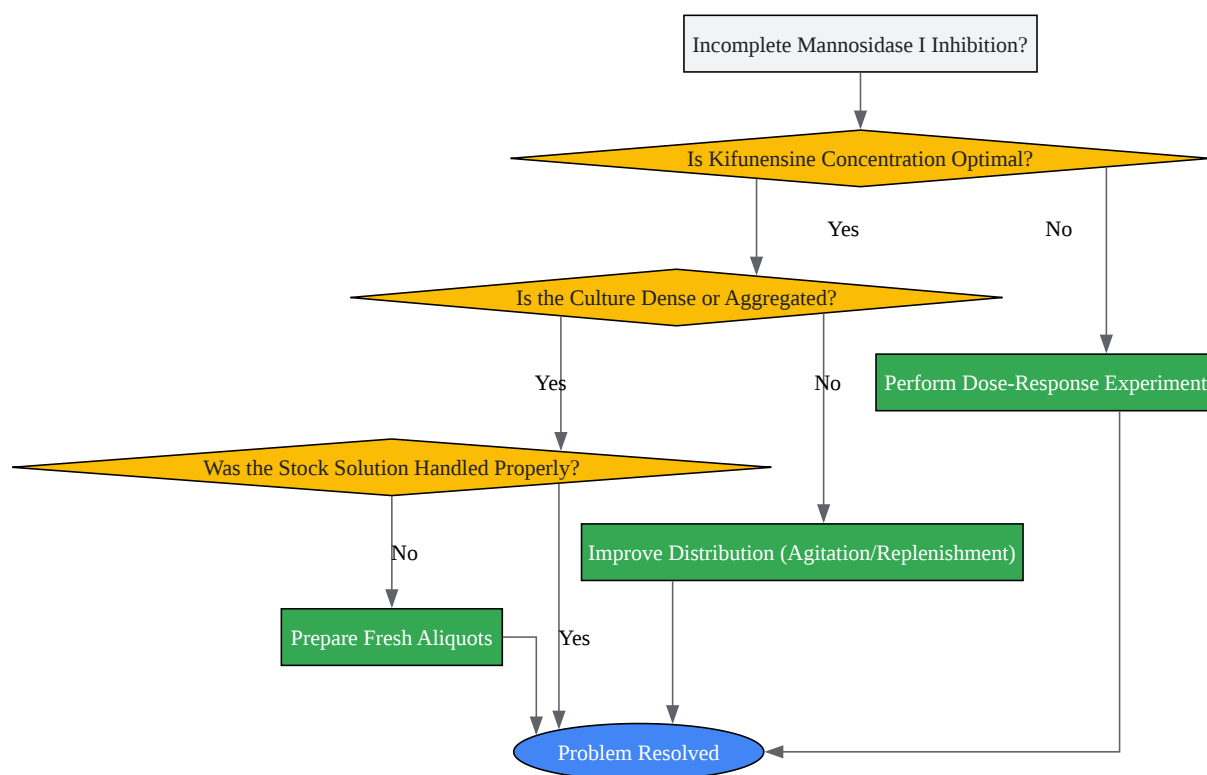 Incomplete Mannosidase I Inhibition?
Is Kifunensine Concentration Optimal?
Yes
No
Is the Culture Dense or Aggregated?
Yes
No
Perform Dose-Response Experiment
Was the Stock Solution Handled Properly?
No
Improve Distribution (Agitation/Replenishment)
Prepare Fresh Aliquots
Yes
Problem Resolved